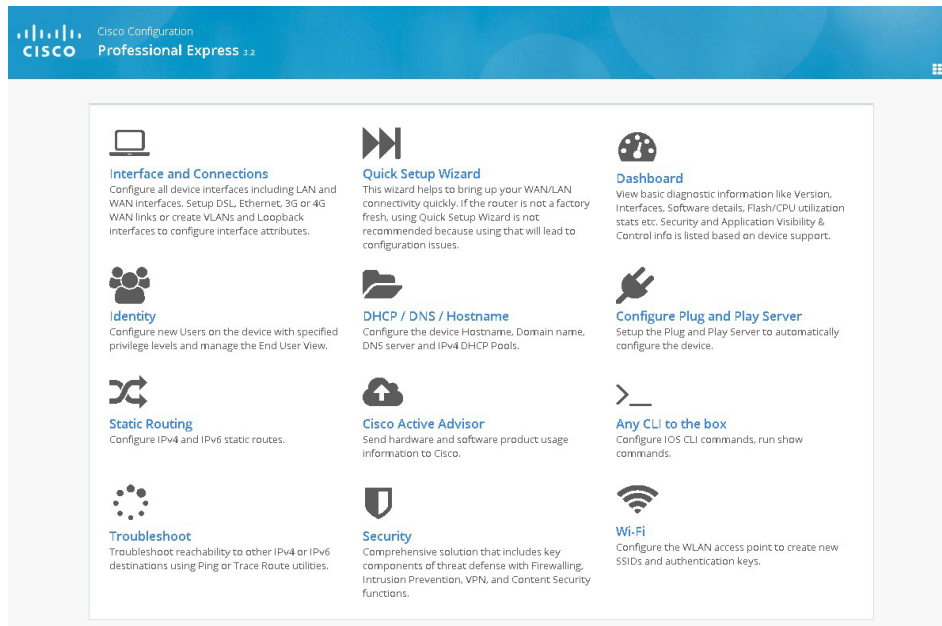 CISCO
Cisco Configuration
Professional Express 3.2
Interface and Connections
Configure all device interfaces including LAN and
WAN interfaces. Setup DSL, Ethernet, 3G or 4G
WAN links or create VLANs and Loopback
interfaces to configure interface attributes.
Quick Setup Wizard
This wizard helps to bring up your WAN/LAN
connectivity quickly. If the router is not a factory
fresh, using Quick Setup Wizard is not
recommended because using that will lead to
configuration issues.
Dashboard
View basic diagnostic information like Version,
Interfaces, Software details, Flash/CPU utilization
stats etc. Security and Application Visibility &
Control info is listed based on device support.
Identity
Configure new Users on the device with specified
privilege levels and manage the End User View.
DHCP / DNS / Hostname
Configure the device Hostname, Domain name,
DNS server and IPv4 DHCP Pools.
Configure Plug and Play Server
Setup the Plug and Play Server to automatically
configure the device.
Static Routing
Configure IPv4 and IPv6 static routes.
Cisco Active Advisor
Send hardware and software product usage
information to Cisco.
Any CLI to the box
Configure IOS CLI commands, run show
commands.
Troubleshoot
Troubleshoot reachability to other IPv4 or IPv6
destinations using Ping or Trace Route utilities.
Security
Comprehensive solution that includes key
components of threat defense with Firewalling,
Intrusion Prevention, VPN, and Content Security
functions.
Wi-Fi
Configure the WLAN access point to create new
SSIDs and authentication keys.